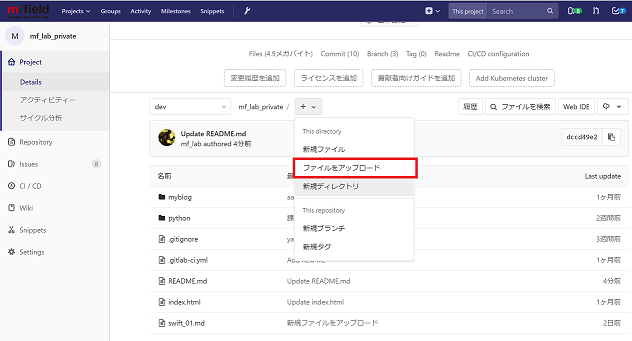 m/field
Projects Groups Activity Milestones Snippets
This project Search
8 7
M mf_lab_private
Project
Details
アクティビティー
サイクル分析
Repository
Issues 8
CI / CD
Wiki
Snippets
Settings
Files (4.9メガバイト) Commit (10) Branch (3) Tag (0) Readme CI/CD configuration
変更履歴を追加 ライセンスを追加 貢献者向けガイドを追加 Add Kubernetes cluster
dev mf_lab_private / + 履歴 ファイルを検索 Web IDE
Update README.md
mf_lab authored 4分前
dccd49e2
This directory
新規ファイル
ファイルをアップロード
新規ディレクトリ
This repository
新規ブランチ
新規タグ
名前 Last update
myblog 1ヶ月前
python 2週間前
.gitignore 3週間前
.gitlab-ci.yml 1ヶ月前
README.md Update README.md 4分前
index.html Update index.html 1ヶ月前
swift_01.md 新規ファイルをアップロード 2日前